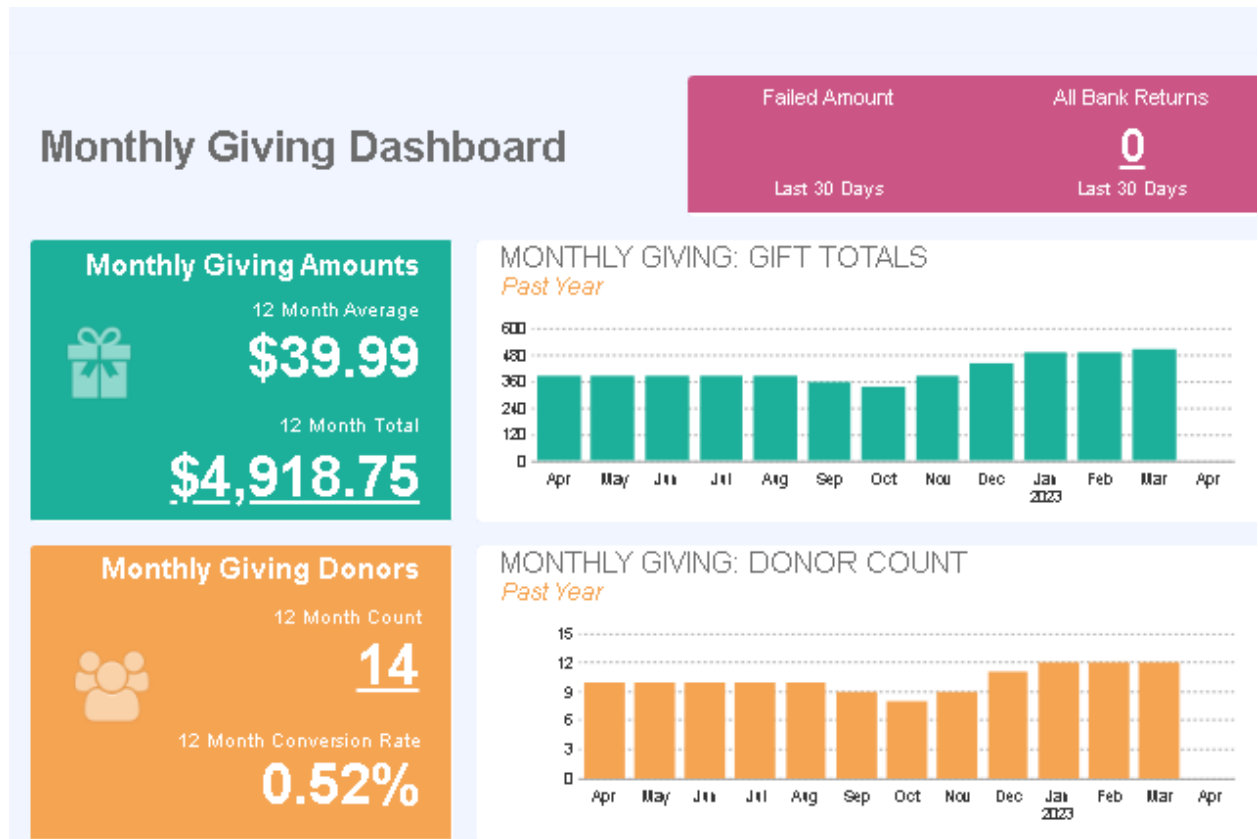 Monthly Giving Dashboard
Failed Amount
Last 30 Days
All Bank Returns
0
Last 30 Days
Monthly Giving Amounts
12 Month Average
$39.99
12 Month Total
$4,918.75
MONTHLY GIVING: GIFT TOTALS
Past Year
600
480
360
240
120
0
Apr May Jun Jul Aug Sep Oct Nov Dec Jan Feb Mar Apr
2023
Monthly Giving Donors
12 Month Count
14
12 Month Conversion Rate
0.52%
MONTHLY GIVING: DONOR COUNT
Past Year
15
12
9
6
3
0
Apr May Jun Jul Aug Sep Oct Nov Dec Jan Feb Mar Apr
2023